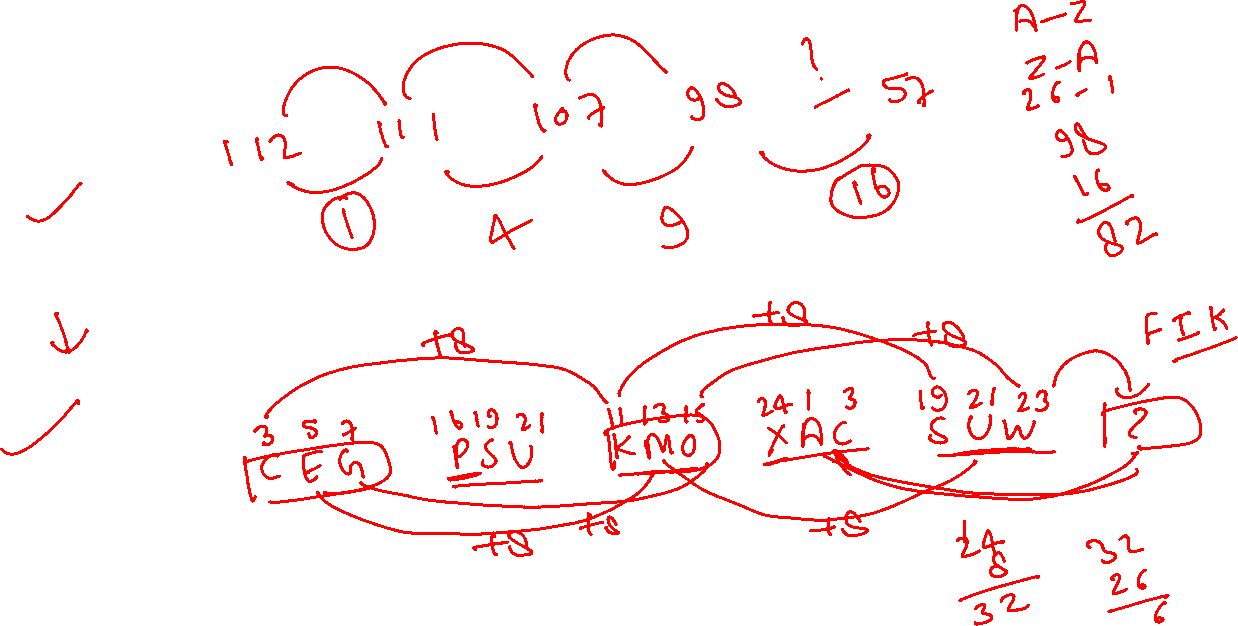 A-Z
Z-A
26-1
112 111 107 98 ? 57
98
16
82
1 4 9 16
+8 +8 +8
FIK
3 5 7 16 19 21 11 13 15 24 1 3 19 21 23
CEG PSU KMO XAC SUW ?
+8 +8 +8
24
8
32
32
26
6